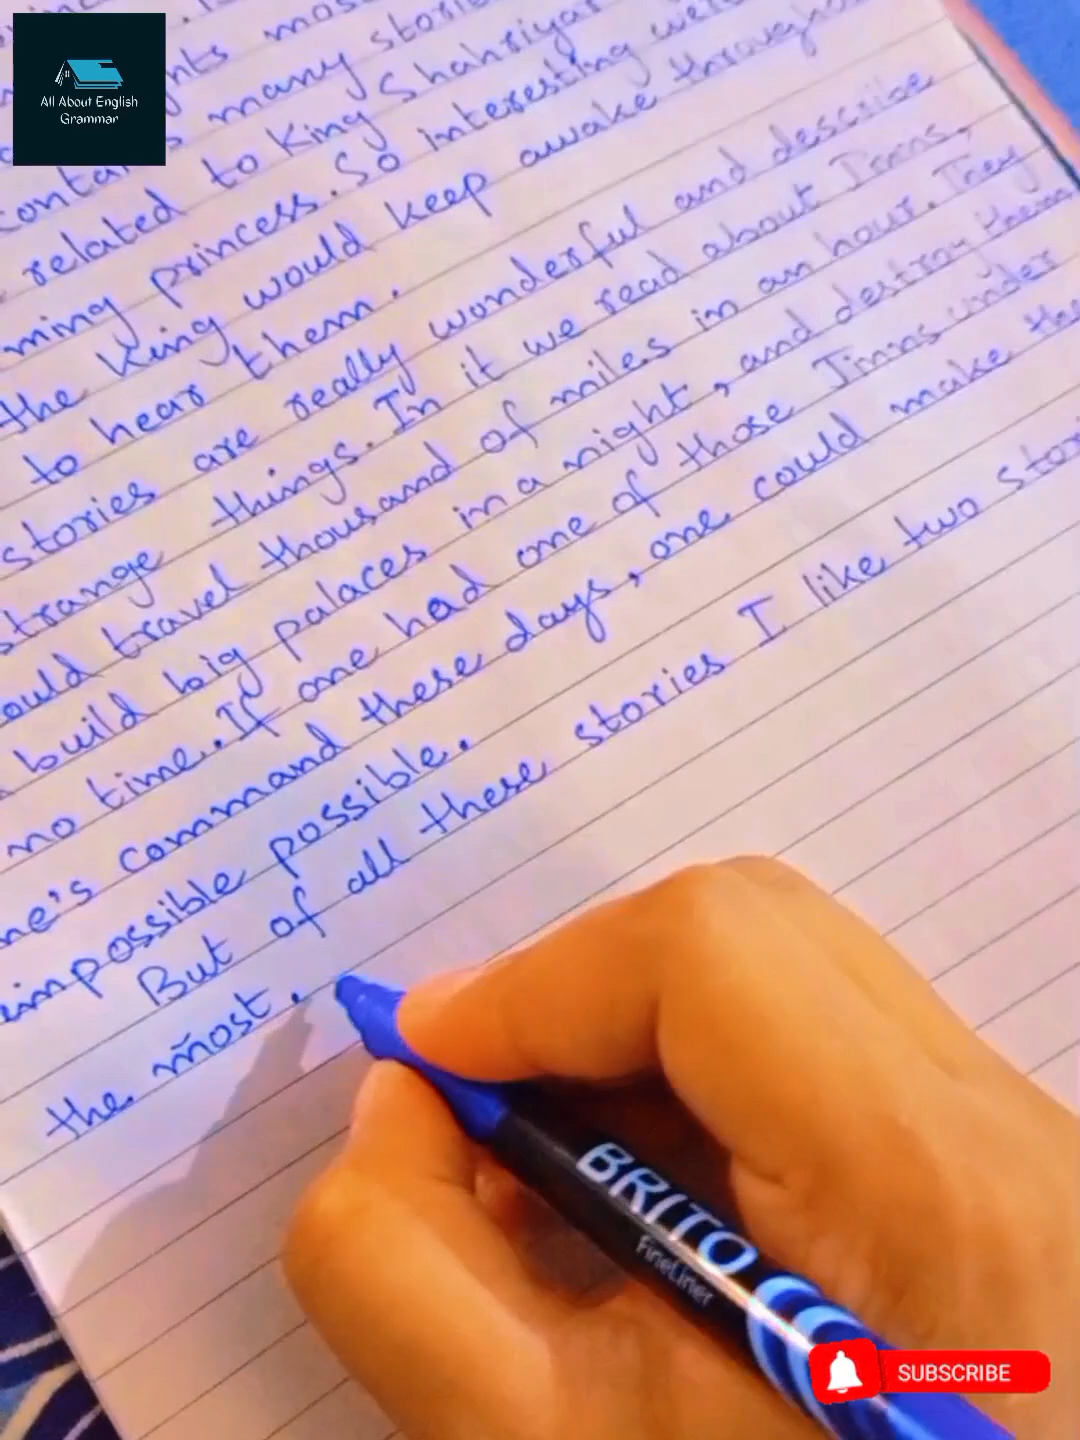 All About English
Grammar
most
many stories
related to King Shahriyar
ming princess. So interesting were
the King would keep awake through
to hear them.
stories are really wonderful and describe
strange things. In it we read about Jinns,
ould travel thousand of miles in an hour. They
build big palaces in a night, and destroy them
no time. If one had one of those Jinns under
ne's command these days, one could make the
impossible possible.
But of all these stories I like two stori
the most.
BRITO
FineLiner
SUBSCRIBE